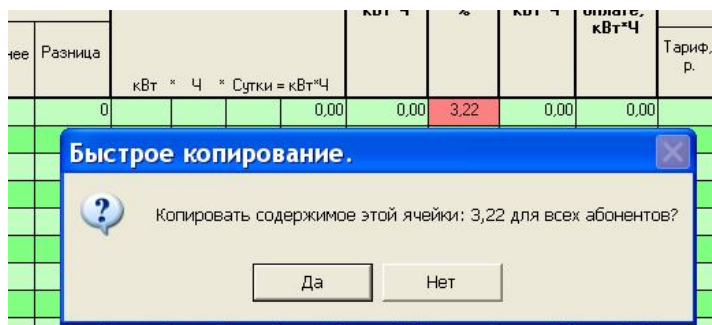 кВт*Ч % кВт*Ч оплате,
кВт*Ч
нее Разница Тариф,
р.
кВт * Ч * Сутки = кВт*Ч
0 0,00 0,00 3,22 0,00 0,00
Быстрое копирование.
Копировать содержимое этой ячейки: 3,22 для всех абонентов?
Да Нет